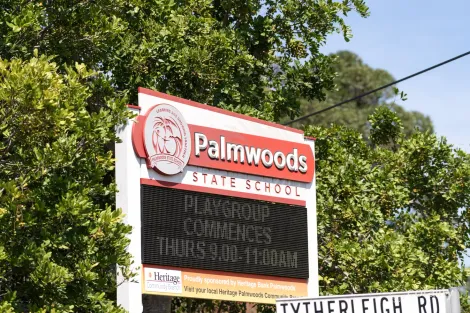 Palmwoods
STATE SCHOOL
PLAYGROUP
COMMENCES
THURS 9.00-11:00AM
Heritage
Proudly sponsored by Heritage Bank Palmwoods
Visit your local Heritage Palmwoods Community
TYTHERLEIGH RD